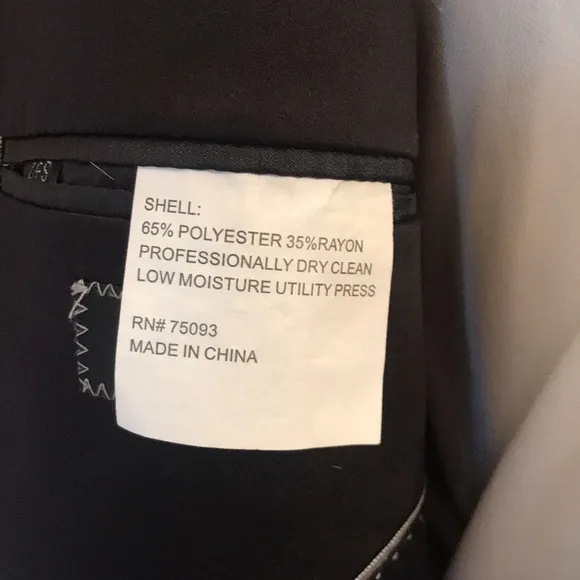 SHELL:
65% POLYESTER 35%RAYON
PROFESSIONALLY DRY CLEAN
LOW MOISTURE UTILITY PRESS
RN# 75093
MADE IN CHINA